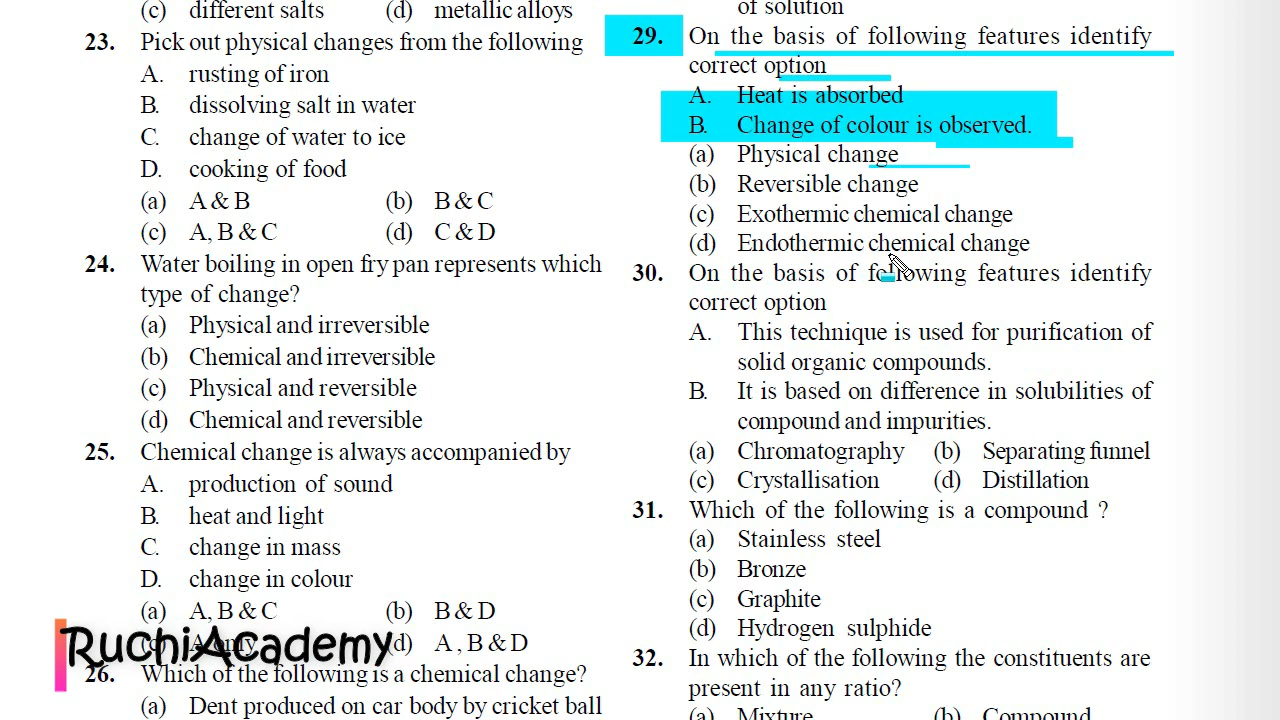 (c) different salts (d) metallic alloys
23. Pick out physical changes from the following
A. rusting of iron
B. dissolving salt in water
C. change of water to ice
D. cooking of food
(a) A & B (b) B & C
(c) A, B & C (d) C & D
24. Water boiling in open fry pan represents which
type of change?
(a) Physical and irreversible
(b) Chemical and irreversible
(c) Physical and reversible
(d) Chemical and reversible
25. Chemical change is always accompanied by
A. production of sound
B. heat and light
C. change in mass
D. change in colour
(a) A, B & C (b) B & D
(c) A only (d) A , B & D
RuchiAcademy
26. Which of the following is a chemical change?
(a) Dent produced on car body by cricket ball
of solution
29. On the basis of following features identify
correct option
A. Heat is absorbed
B. Change of colour is observed.
(a) Physical change
(b) Reversible change
(c) Exothermic chemical change
(d) Endothermic chemical change
30. On the basis of following features identify
correct option
A. This technique is used for purification of
solid organic compounds.
B. It is based on difference in solubilities of
compound and impurities.
(a) Chromatography (b) Separating funnel
(c) Crystallisation (d) Distillation
31. Which of the following is a compound ?
(a) Stainless steel
(b) Bronze
(c) Graphite
(d) Hydrogen sulphide
32. In which of the following the constituents are
present in any ratio?
(a) Mixture (b) Compound